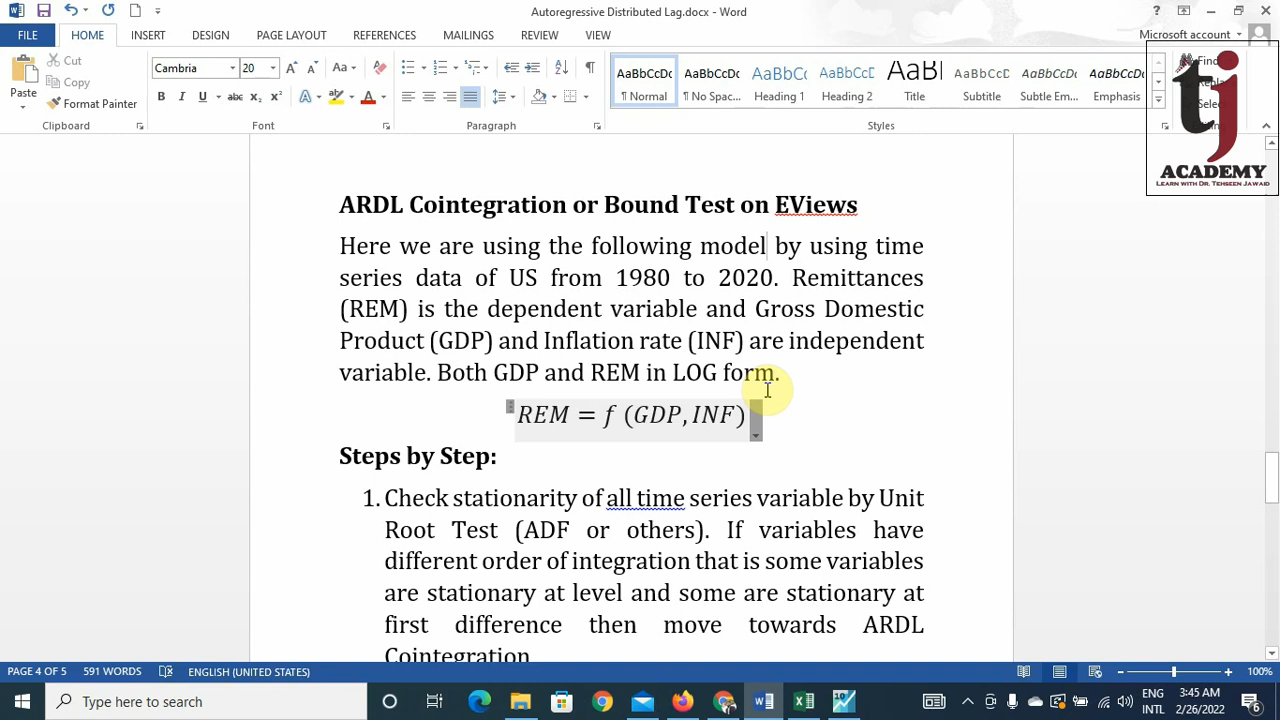 Autoregressive Distributed Lag.docx - Word
FILE HOME INSERT DESIGN PAGE LAYOUT REFERENCES MAILINGS REVIEW VIEW Microsoft account
Paste Cut Copy Format Painter
Cambria 20
AaBbCcDc AaBbCcDc AaBbCc AaBbCcD AaBl AaBbCcD AaBbCcDc AaBbCcDc
¶ Normal ¶ No Spac... Heading 1 Heading 2 Title Subtitle Subtle Em... Emphasis
Find
Select
Clipboard Font Paragraph Styles
tj
ACADEMY
LEARN WITH DR. TEHSEEN JAWAID
ARDL Cointegration or Bound Test on EViews
Here we are using the following model by using time
series data of US from 1980 to 2020. Remittances
(REM) is the dependent variable and Gross Domestic
Product (GDP) and Inflation rate (INF) are independent
variable. Both GDP and REM in LOG form.
REM = f (GDP, INF)
Steps by Step:
1. Check stationarity of all time series variable by Unit
Root Test (ADF or others). If variables have
different order of integration that is some variables
are stationary at level and some are stationary at
first difference then move towards ARDL
Cointegration
PAGE 4 OF 5 591 WORDS ENGLISH (UNITED STATES) 100%
Type here to search
ENG
INTL
3:45 AM
2/26/2022
6